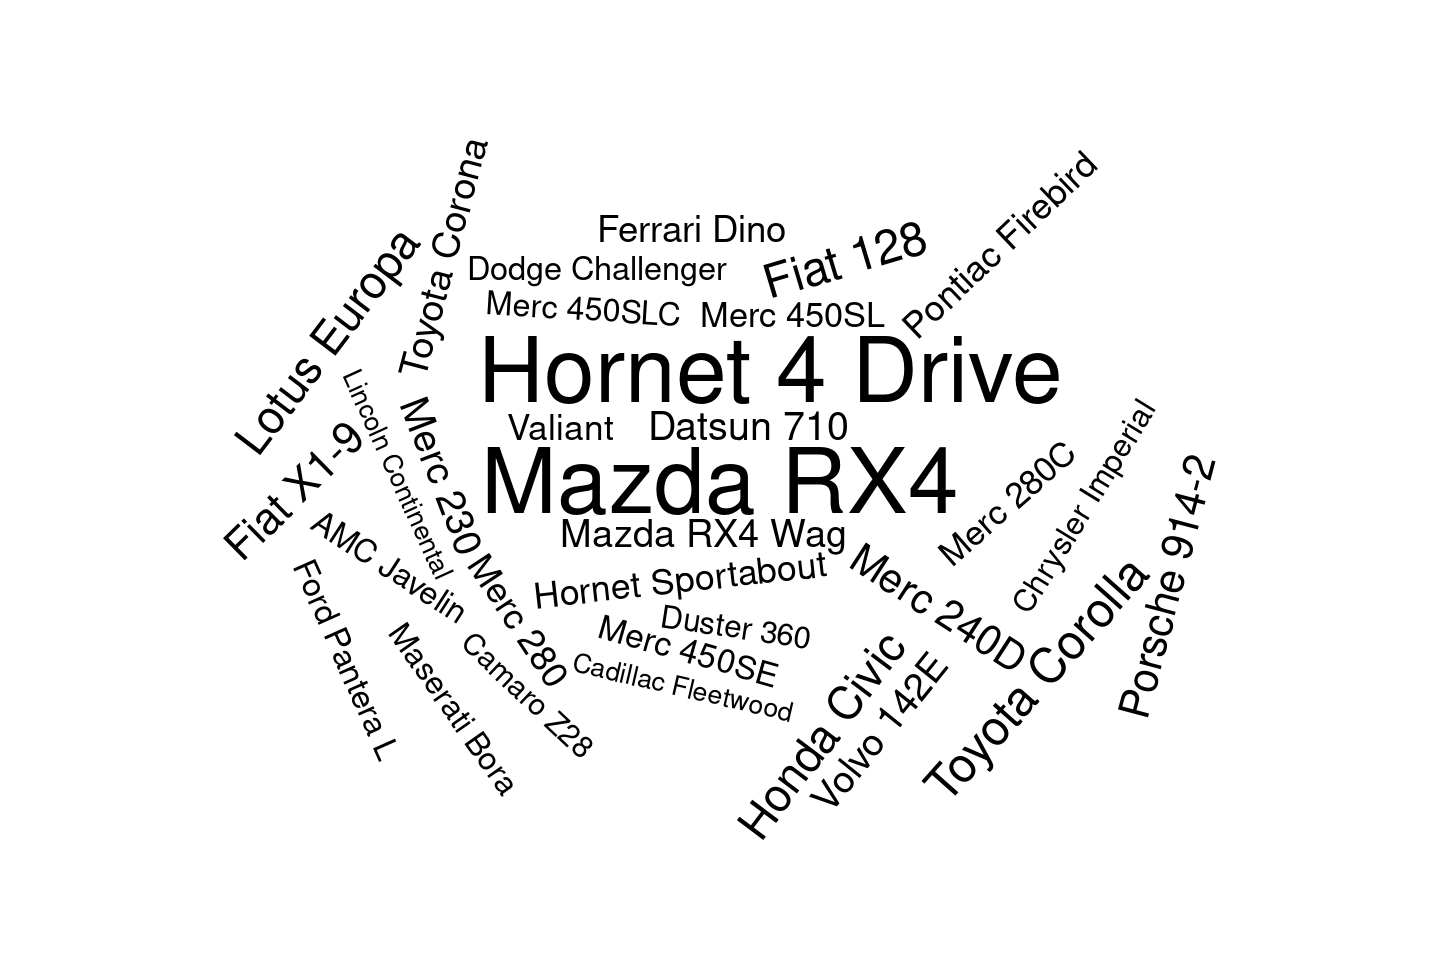 Toyota Corona
Pontiac Firebird
Ferrari Dino
Fiat 128
Lotus Europa
Dodge Challenger
Merc 450SLC
Merc 450SL
Hornet 4 Drive
Lincoln Continental
Merc 230
Valiant
Datsun 710
Chrysler Imperial
Fiat X1-9
Mazda RX4
Merc 280C
Porsche 914-2
AMC Javelin
Mazda RX4 Wag
Merc 240D
Hornet Sportabout
Merc 280
Toyota Corolla
Ford Pantera L
Duster 360
Merc 450SE
Maserati Bora
Camaro Z28
Cadillac Fleetwood
Honda Civic
Volvo 142E